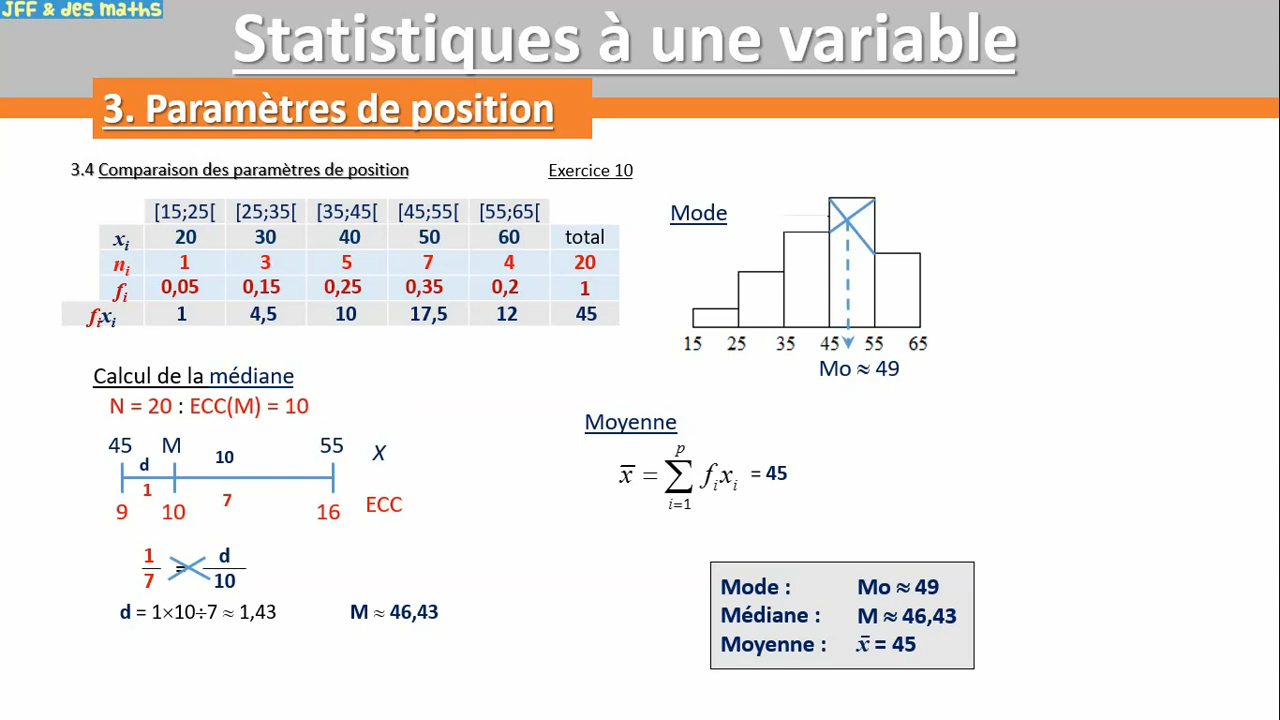 JFF & des maths
Statistiques à une variable
3. Paramètres de position
3.4 Comparaison des paramètres de position Exercice 10
[15;25[ [25;35[ [35;45[ [45;55[ [55;65[
xi 20 30 40 50 60 total
ni 1 3 5 7 4 20
fi 0,05 0,15 0,25 0,35 0,2 1
fixi 1 4,5 10 17,5 12 45
Mode
15 25 35 45 55 65
Mo ≈ 49
Calcul de la médiane
N = 20 : ECC(M) = 10
45 M 55 X
d 10
1 7
9 10 16 ECC
1/7 = d/10
d = 1×10÷7 ≈ 1,43 M ≈ 46,43
Moyenne
x̄ = ∑ i=1 p fi xi = 45
Mode : Mo ≈ 49
Médiane : M ≈ 46,43
Moyenne : x̄ = 45